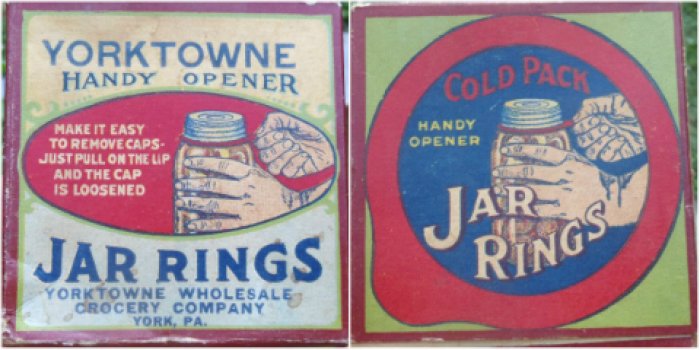 YORKTOWNE
HANDY OPENER
MAKE IT EASY
TO REMOVE CAPS-
JUST PULL ON THE LIP
AND THE CAP
IS LOOSENED
JAR RINGS
YORKTOWNE WHOLESALE
GROCERY COMPANY
YORK, PA.
COLD PACK
HANDY
OPENER
JAR
RINGS